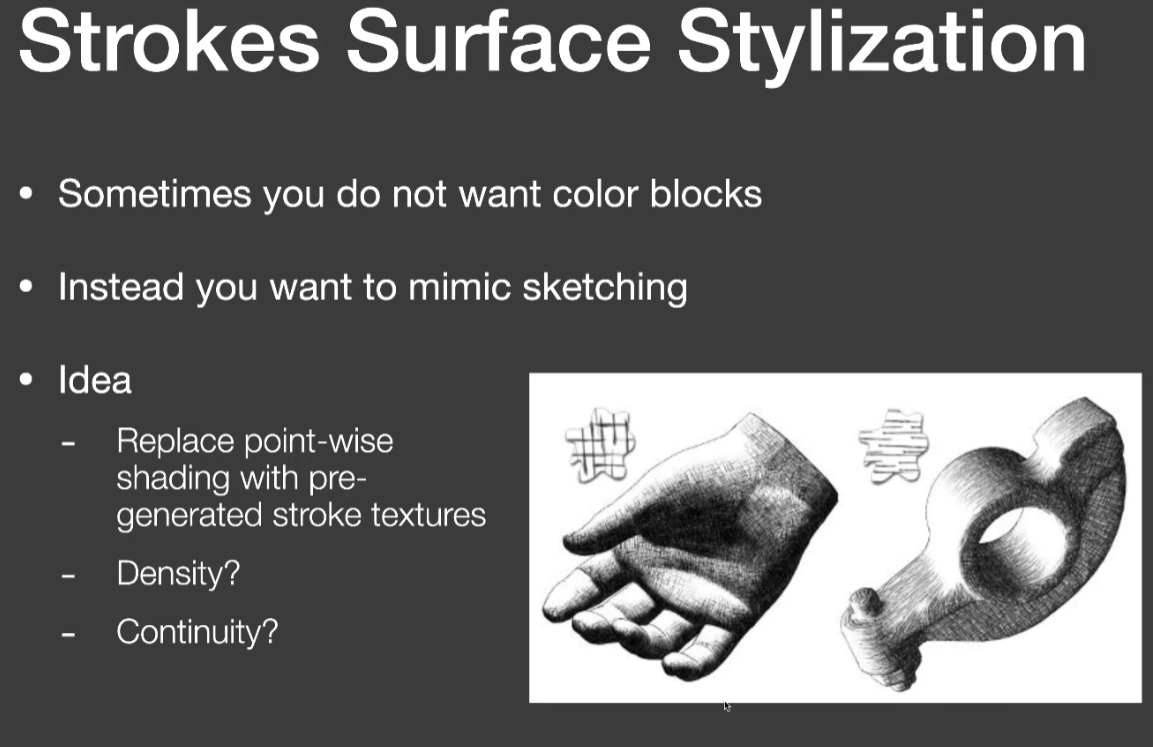 Strokes Surface Stylization
• Sometimes you do not want color blocks
• Instead you want to mimic sketching
• Idea
- Replace point-wise
shading with pre-
generated stroke textures
- Density?
- Continuity?